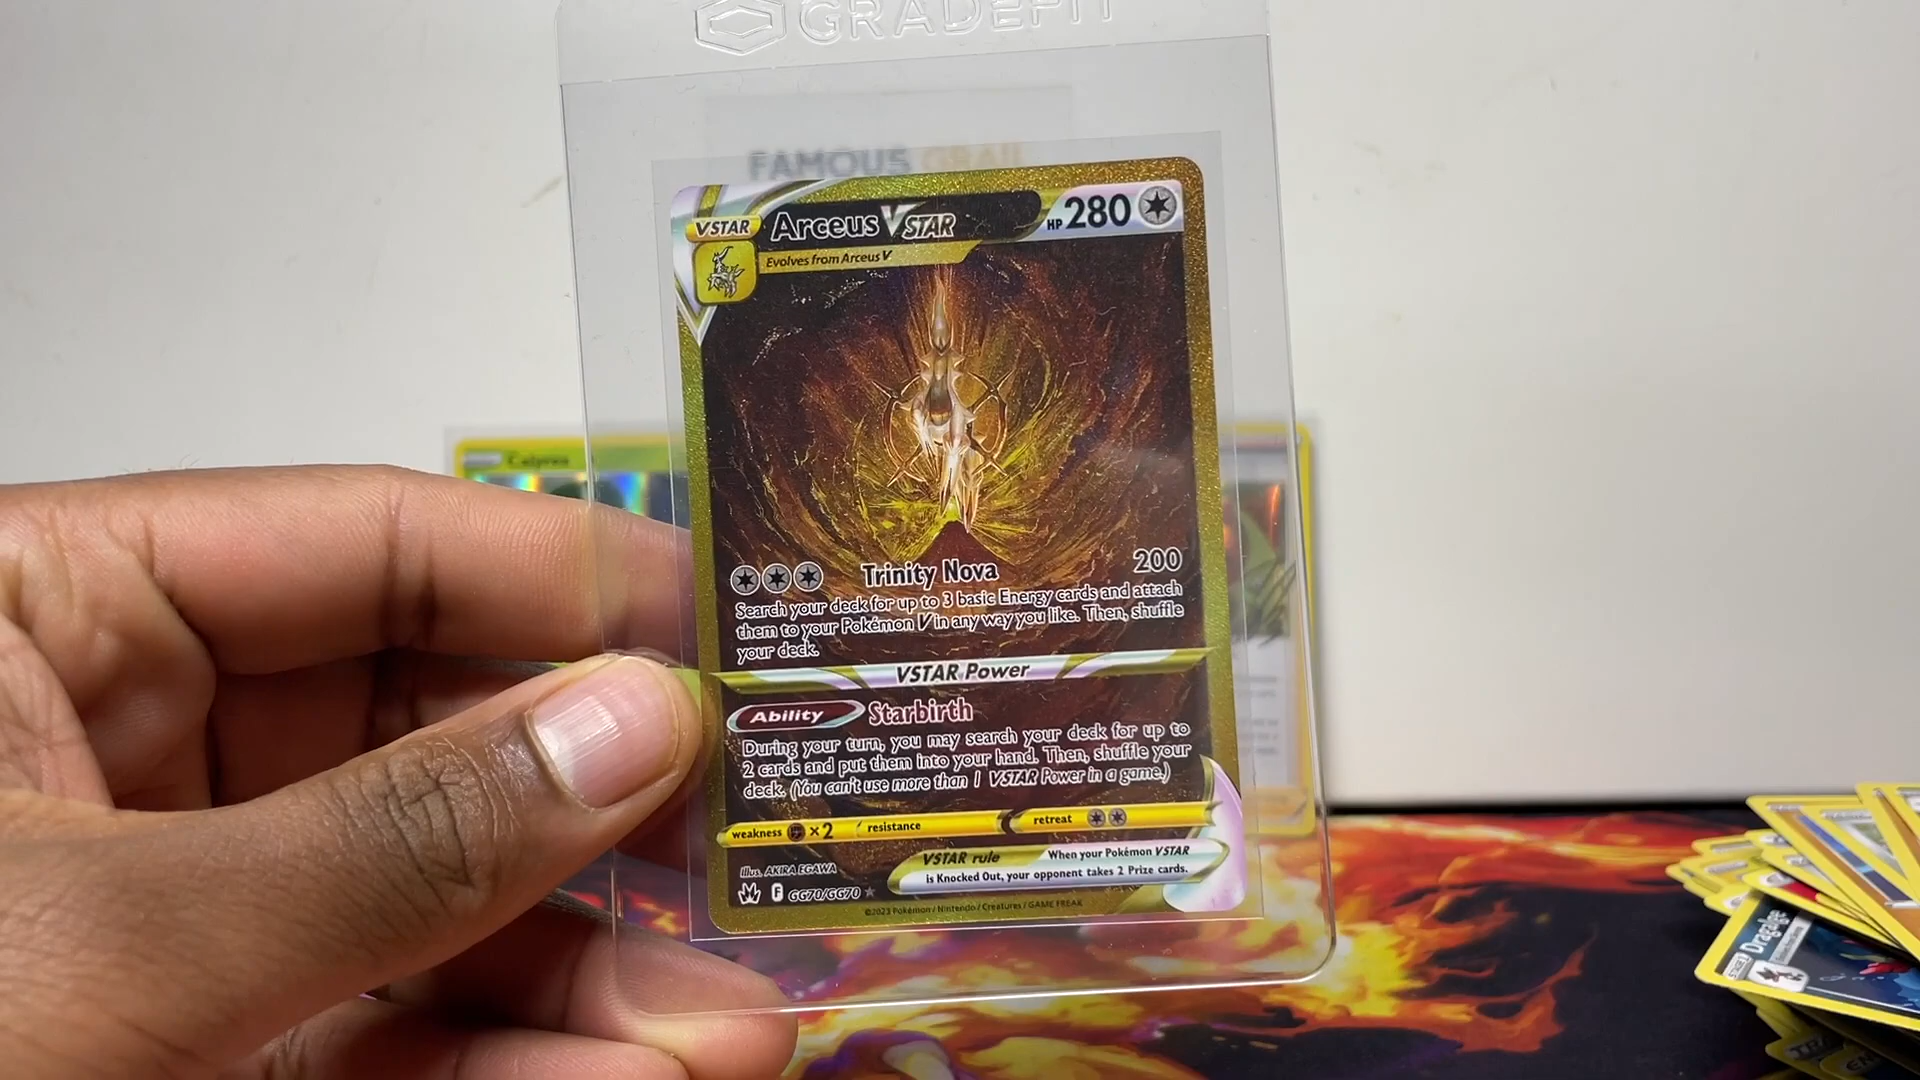 GRADEFIT
FAMOUS GRAIL
VSTAR Arceus VSTAR HP 280
Evolves from Arceus V
Calyrex
Trinity Nova 200
Search your deck for up to 3 basic Energy cards and attach
them to your Pokémon V in any way you like. Then, shuffle
your deck.
VSTAR Power
Ability Starbirth
During your turn, you may search your deck for up to
2 cards and put them into your hand. Then, shuffle your
deck. (You can't use more than 1 VSTAR Power in a game.)
weakness ×2 resistance retreat
VSTAR rule When your Pokémon VSTAR
is Knocked Out, your opponent takes 2 Prize cards.
Illus. AKIRA EGAWA
F GG70/GG70
©2023 Pokémon / Nintendo / Creatures / GAME FREAK
Dragalge